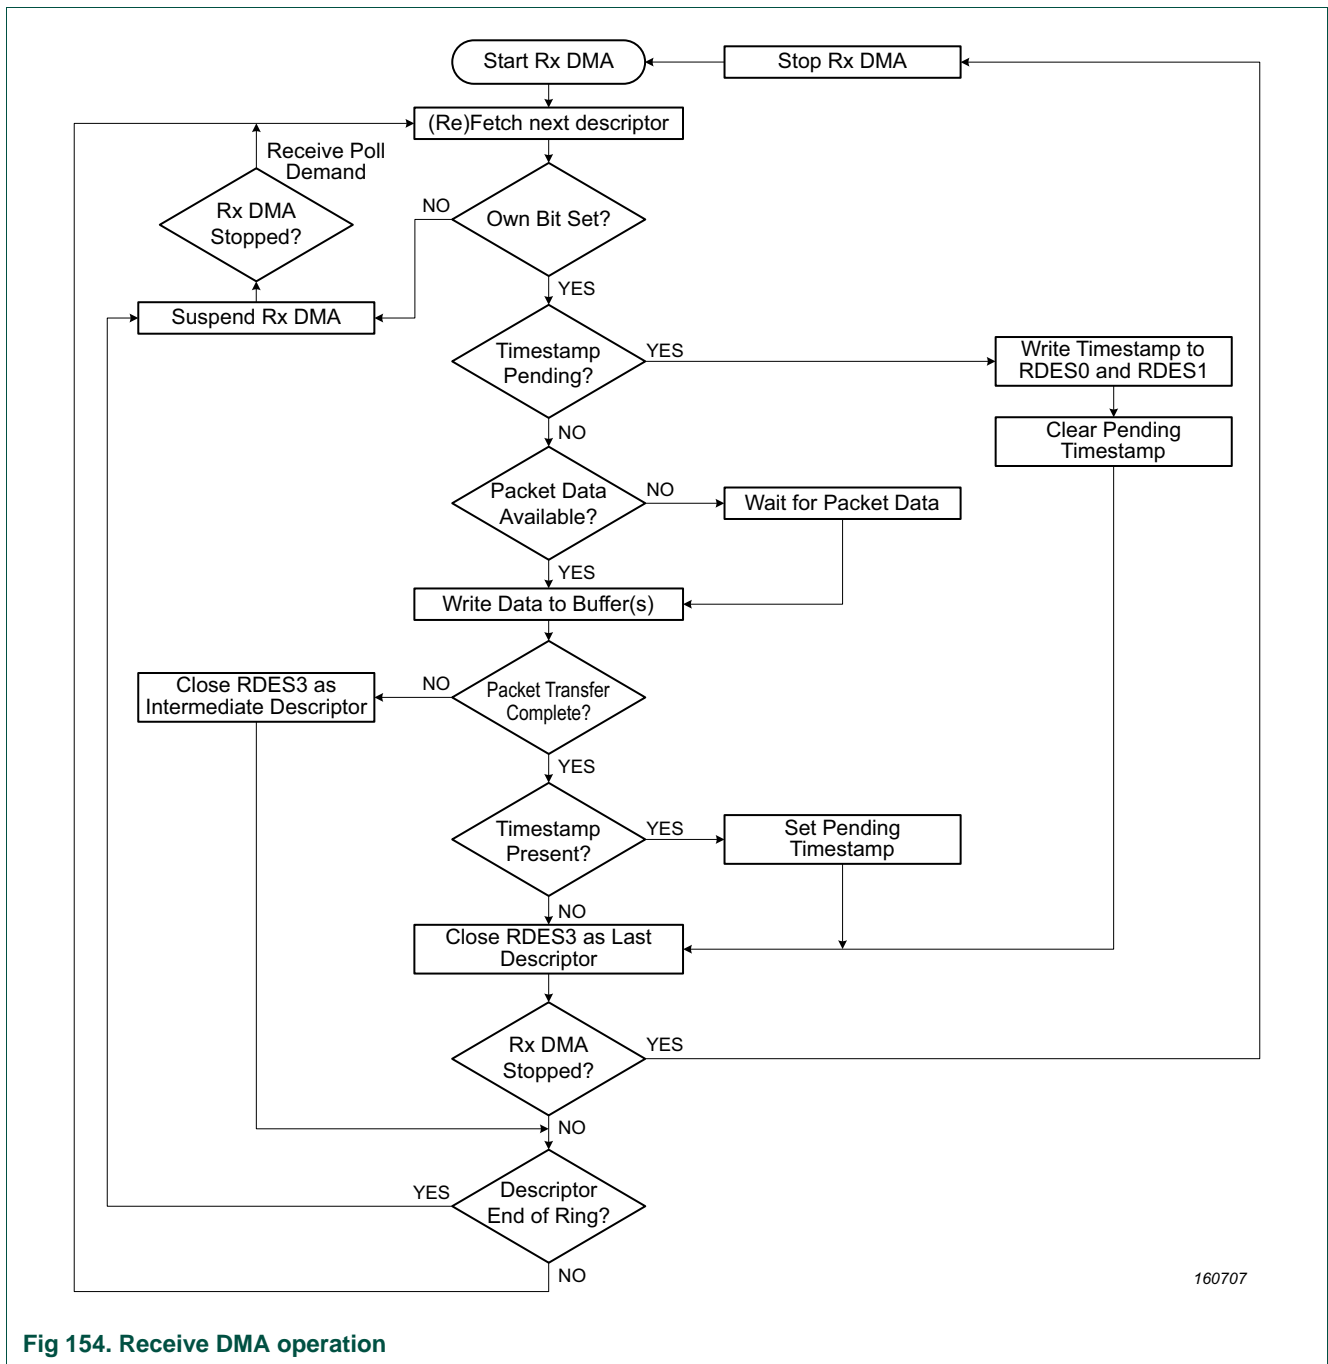 Start Rx DMA
Stop Rx DMA
(Re)Fetch next descriptor
Receive Poll
Demand
Rx DMA
Stopped?
NO
Own Bit Set?
YES
Suspend Rx DMA
Timestamp
Pending?
YES
Write Timestamp to
RDES0 and RDES1
NO
Clear Pending
Timestamp
Packet Data
Available?
NO
Wait for Packet Data
YES
Write Data to Buffer(s)
Close RDES3 as
Intermediate Descriptor
NO
Packet Transfer
Complete?
YES
Timestamp
Present?
YES
Set Pending
Timestamp
NO
Close RDES3 as Last
Descriptor
Rx DMA
Stopped?
YES
NO
YES
Descriptor
End of Ring?
NO
160707
Fig 154. Receive DMA operation